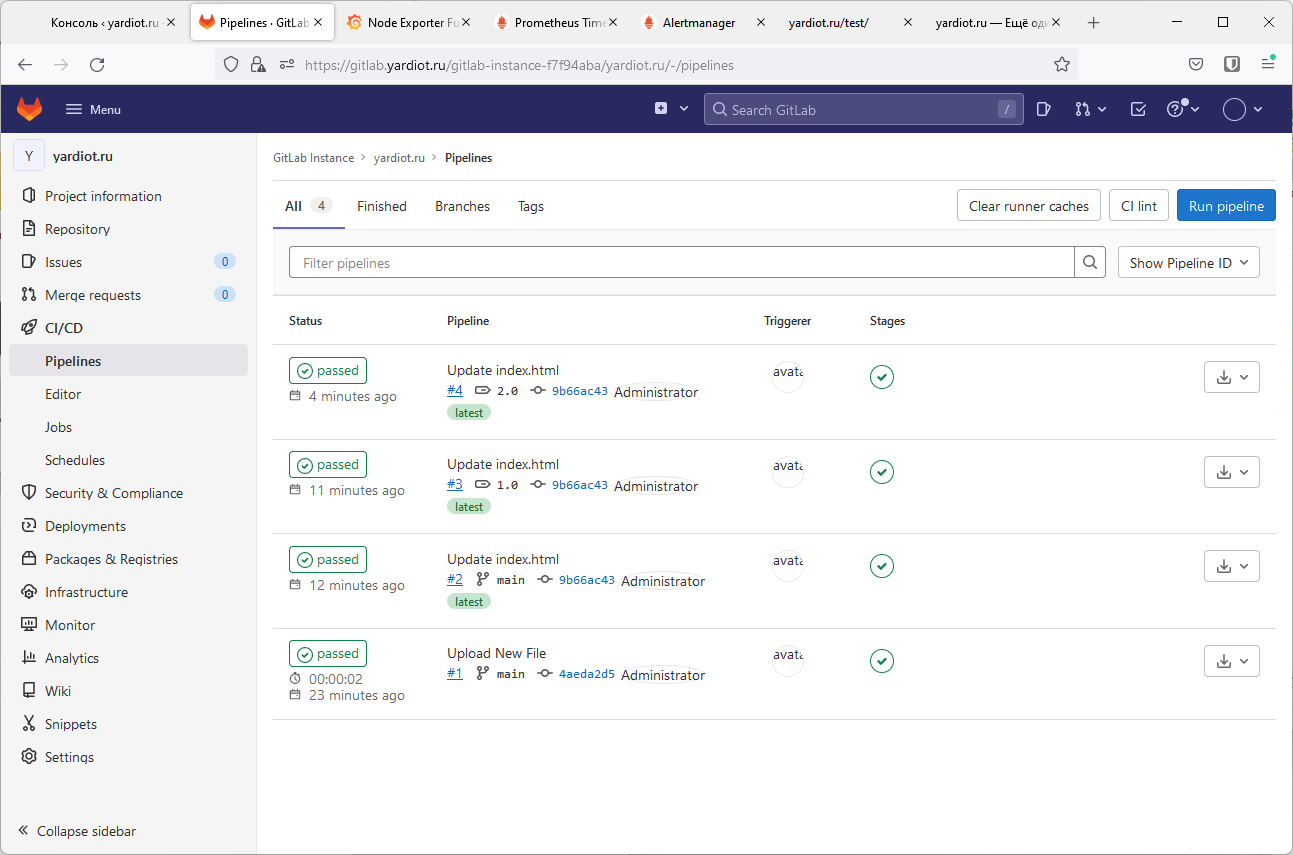 Консоль ‹ yardiot.ru - Pipelines · GitLab Node Exporter Fu Prometheus Time Alertmanager yardiot.ru/test/ yardiot.ru — Ещё од
https://gitlab.yardiot.ru/gitlab-instance-f7f94aba/yardiot.ru/-/pipelines
Menu Search GitLab /
Y yardiot.ru
Project information
Repository
Issues 0
Merge requests 0
CI/CD
Pipelines
Editor
Jobs
Schedules
Security & Compliance
Deployments
Packages & Registries
Infrastructure
Monitor
Analytics
Wiki
Snippets
Settings
Collapse sidebar
GitLab Instance › yardiot.ru › Pipelines
All 4 Finished Branches Tags Clear runner caches CI lint Run pipeline
Filter pipelines Show Pipeline ID
Status Pipeline Triggerer Stages
passed Update index.html avata
#4 2.0 9b66ac43 Administrator
4 minutes ago
latest
passed Update index.html avata
#3 1.0 9b66ac43 Administrator
11 minutes ago
latest
passed Update index.html avata
#2 main 9b66ac43 Administrator
12 minutes ago
latest
passed Upload New File avata
#1 main 4aeda2d5 Administrator
00:00:02
23 minutes ago